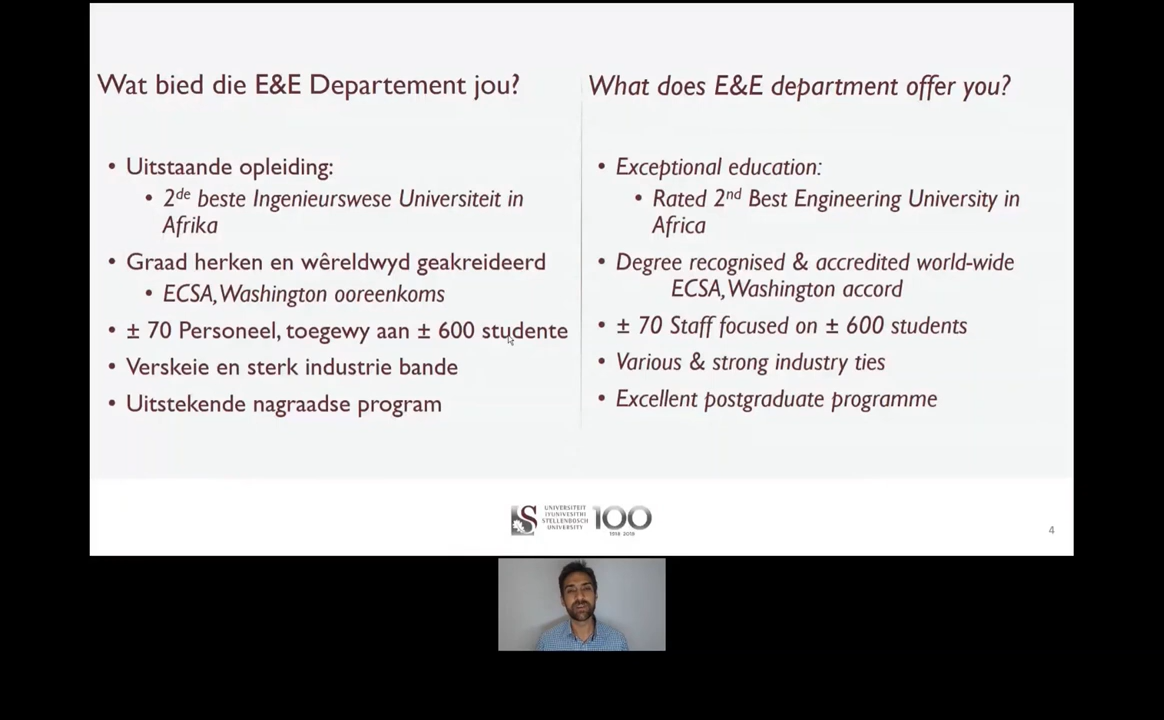 Wat bied die E&E Departement jou?
• Uitstaande opleiding:
• 2de beste Ingenieurswese Universiteit in
Afrika
• Graad herken en wêreldwyd geakreideerd
• ECSA, Washington ooreenkoms
• ± 70 Personeel, toegewy aan ± 600 studente
• Verskeie en sterk industrie bande
• Uitstekende nagraadse program
What does E&E department offer you?
• Exceptional education:
• Rated 2nd Best Engineering University in
Africa
• Degree recognised & accredited world-wide
ECSA, Washington accord
• ± 70 Staff focused on ± 600 students
• Various & strong industry ties
• Excellent postgraduate programme
UNIVERSITEIT
IYUNIVESITHI
STELLENBOSCH
UNIVERSITY
100
1918 2018
4